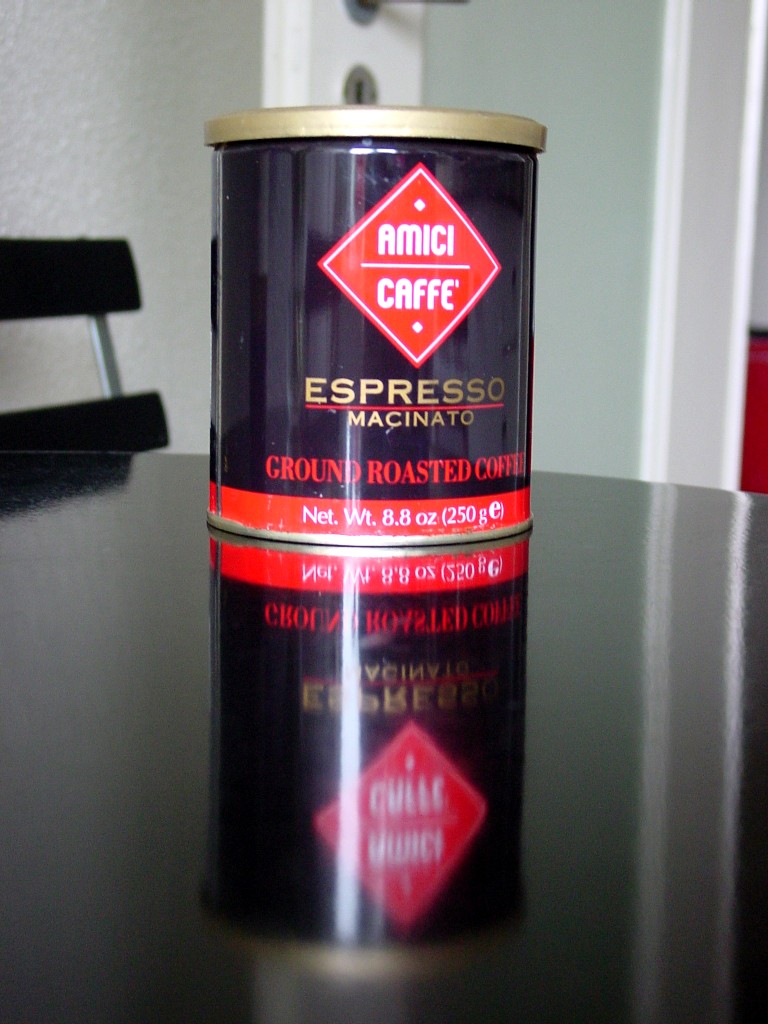 AMICI
CAFFE'
ESPRESSO
MACINATO
GROUND ROASTED COFFEE
Net. Wt. 8.8 oz (250 g e)